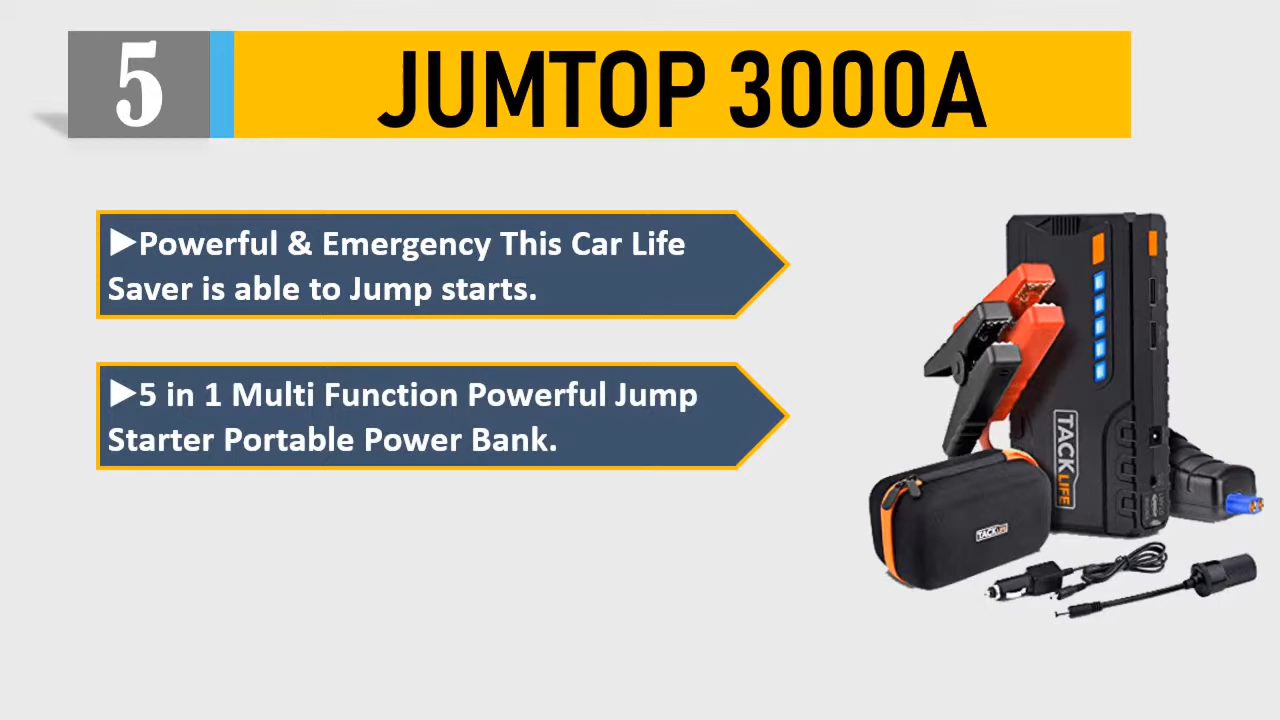 5
JUMTOP 3000A
▶Powerful & Emergency This Car Life
Saver is able to Jump starts.
▶5 in 1 Multi Function Powerful Jump
Starter Portable Power Bank.
TACKLIFE
TACKLIFE